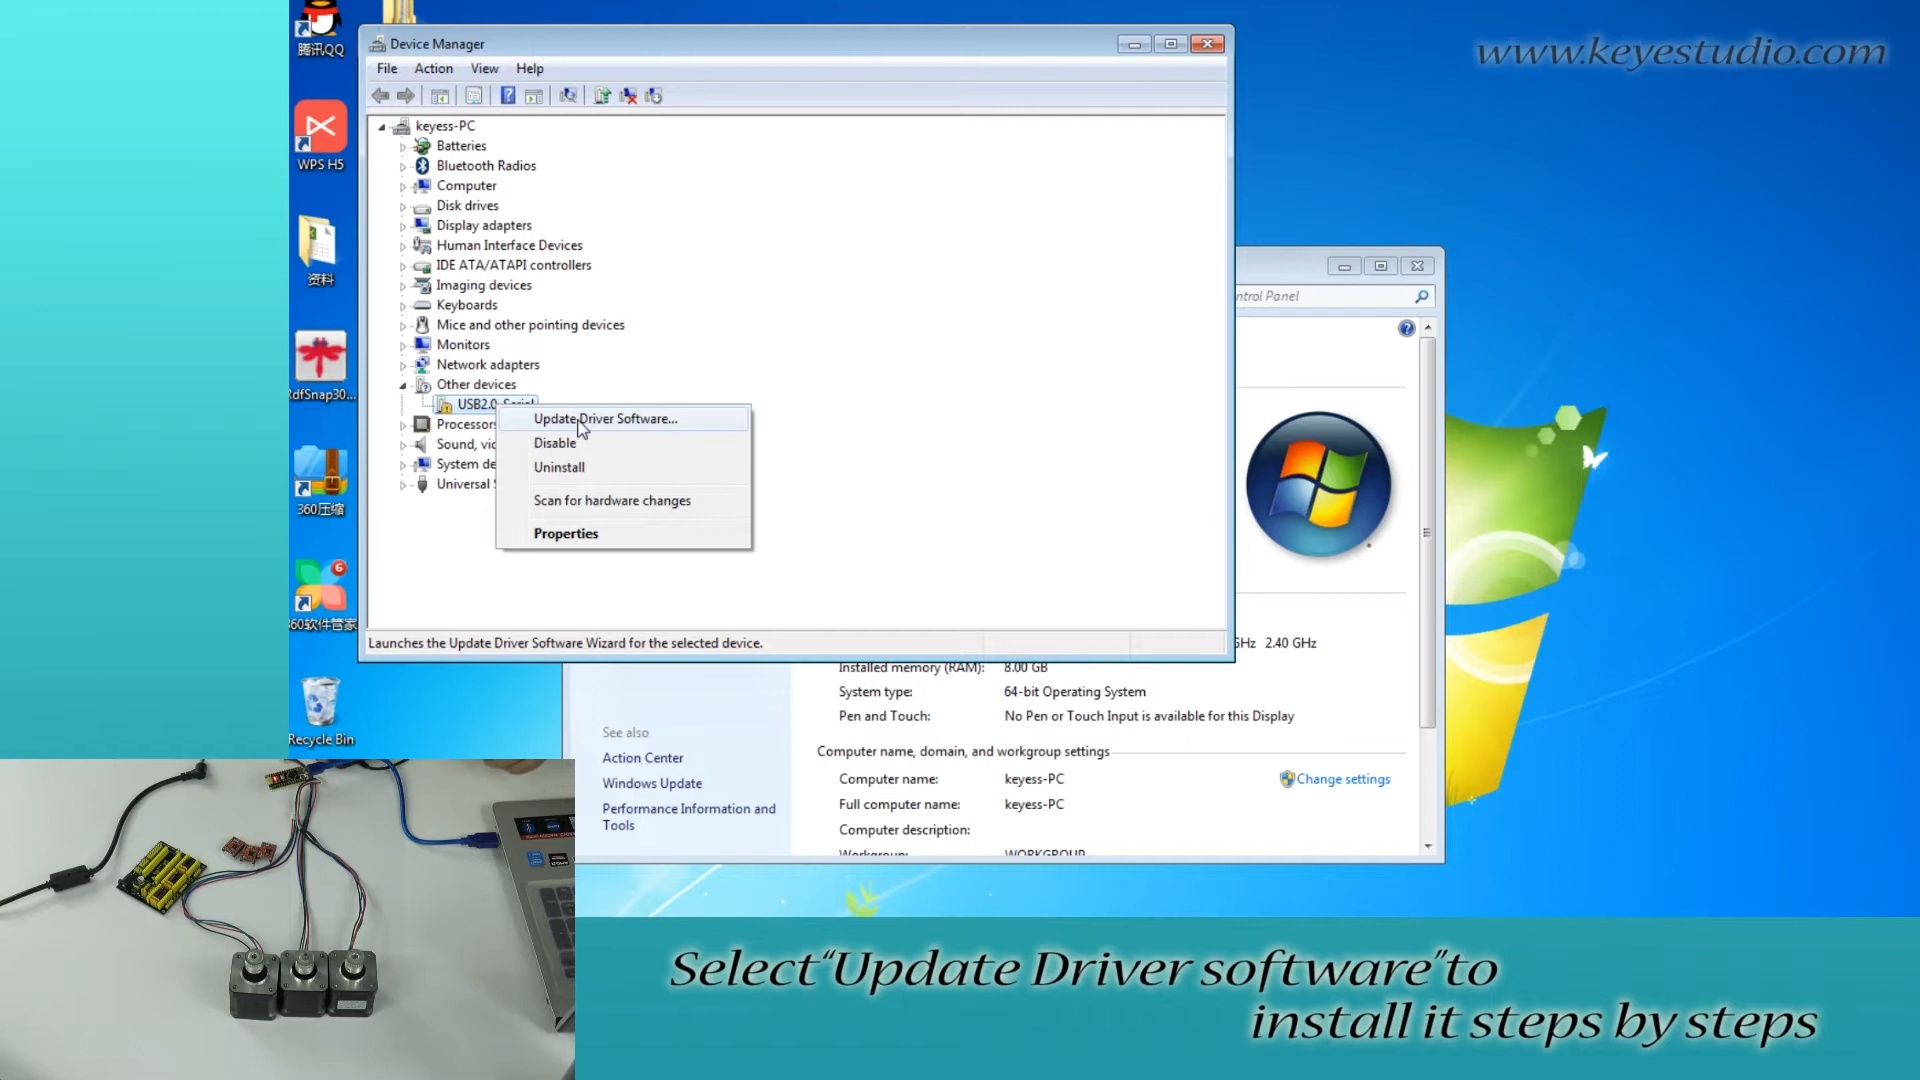 www.keyestudio.com
腾讯QQ
WPS H5
资料
RdfSnap30...
360压缩
6
360软件管家
Recycle Bin
Device Manager
File Action View Help
keyess-PC
Batteries
Bluetooth Radios
Computer
Disk drives
Display adapters
Human Interface Devices
IDE ATA/ATAPI controllers
Imaging devices
Keyboards
Mice and other pointing devices
Monitors
Network adapters
Other devices
USB2.0-Serial
Processors
Sound, vid
System de
Universal S
Update Driver Software...
Disable
Uninstall
Scan for hardware changes
Properties
Launches the Update Driver Software Wizard for the selected device.
ntrol Panel
GHz 2.40 GHz
Installed memory (RAM): 8.00 GB
System type: 64-bit Operating System
Pen and Touch: No Pen or Touch Input is available for this Display
Computer name, domain, and workgroup settings
Computer name: keyess-PC
Change settings
Full computer name: keyess-PC
Computer description:
Workgroup: WORKGROUP
See also
Action Center
Windows Update
Performance Information and
Tools
Select“Update Driver software”to
install it steps by steps